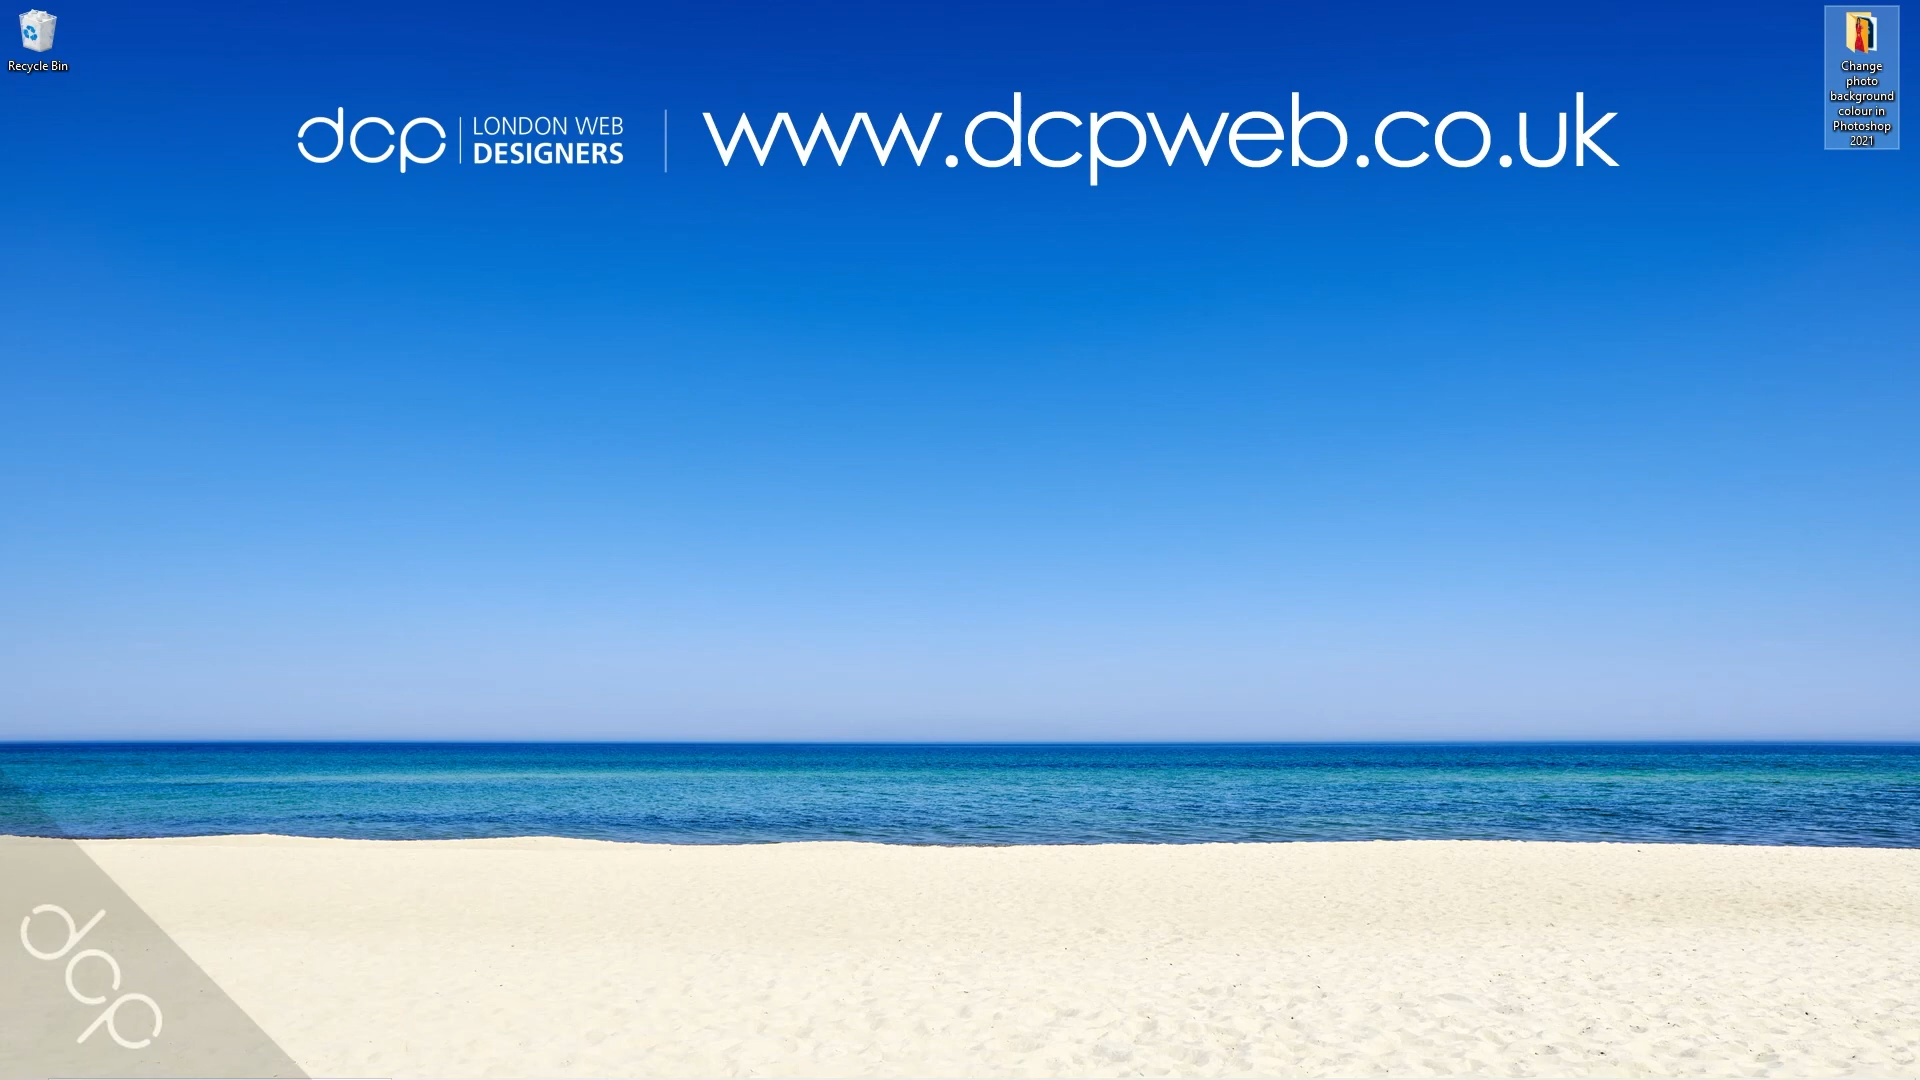 Recycle Bin
dcp
LONDON WEB
DESIGNERS
www.dcpweb.co.uk
Change
photo
background
colour in
Photoshop
2021
dcp